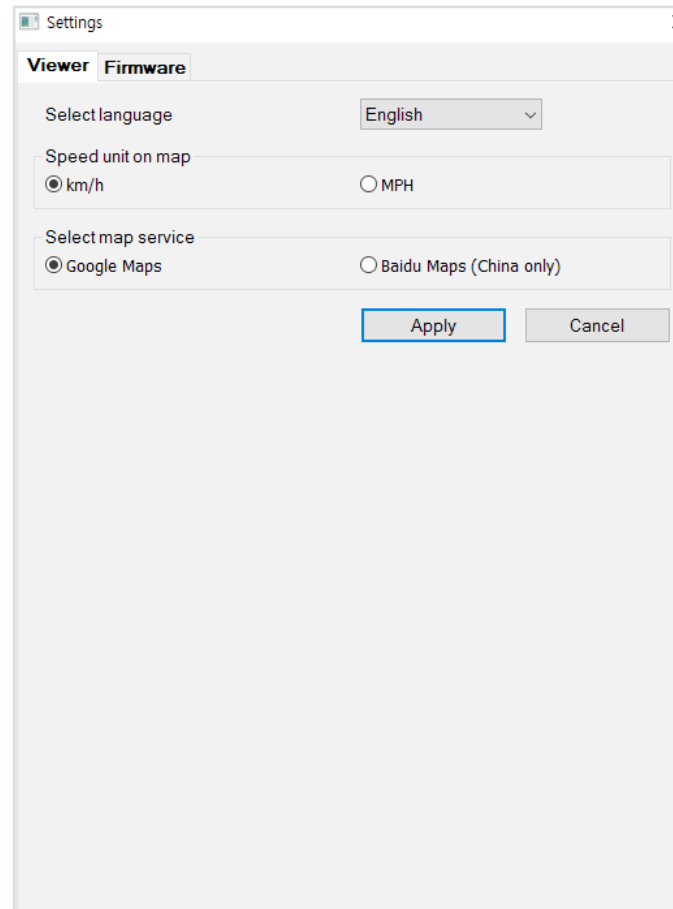 Settings
Viewer Firmware
Select language English
Speed unit on map
km/h MPH
Select map service
Google Maps Baidu Maps (China only)
Apply Cancel